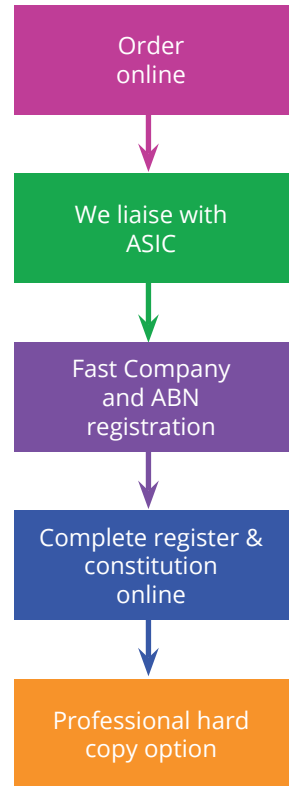 Order
online
We liaise with
ASIC
Fast Company
and ABN
registration
Complete register &
constitution
online
Professional hard
copy option